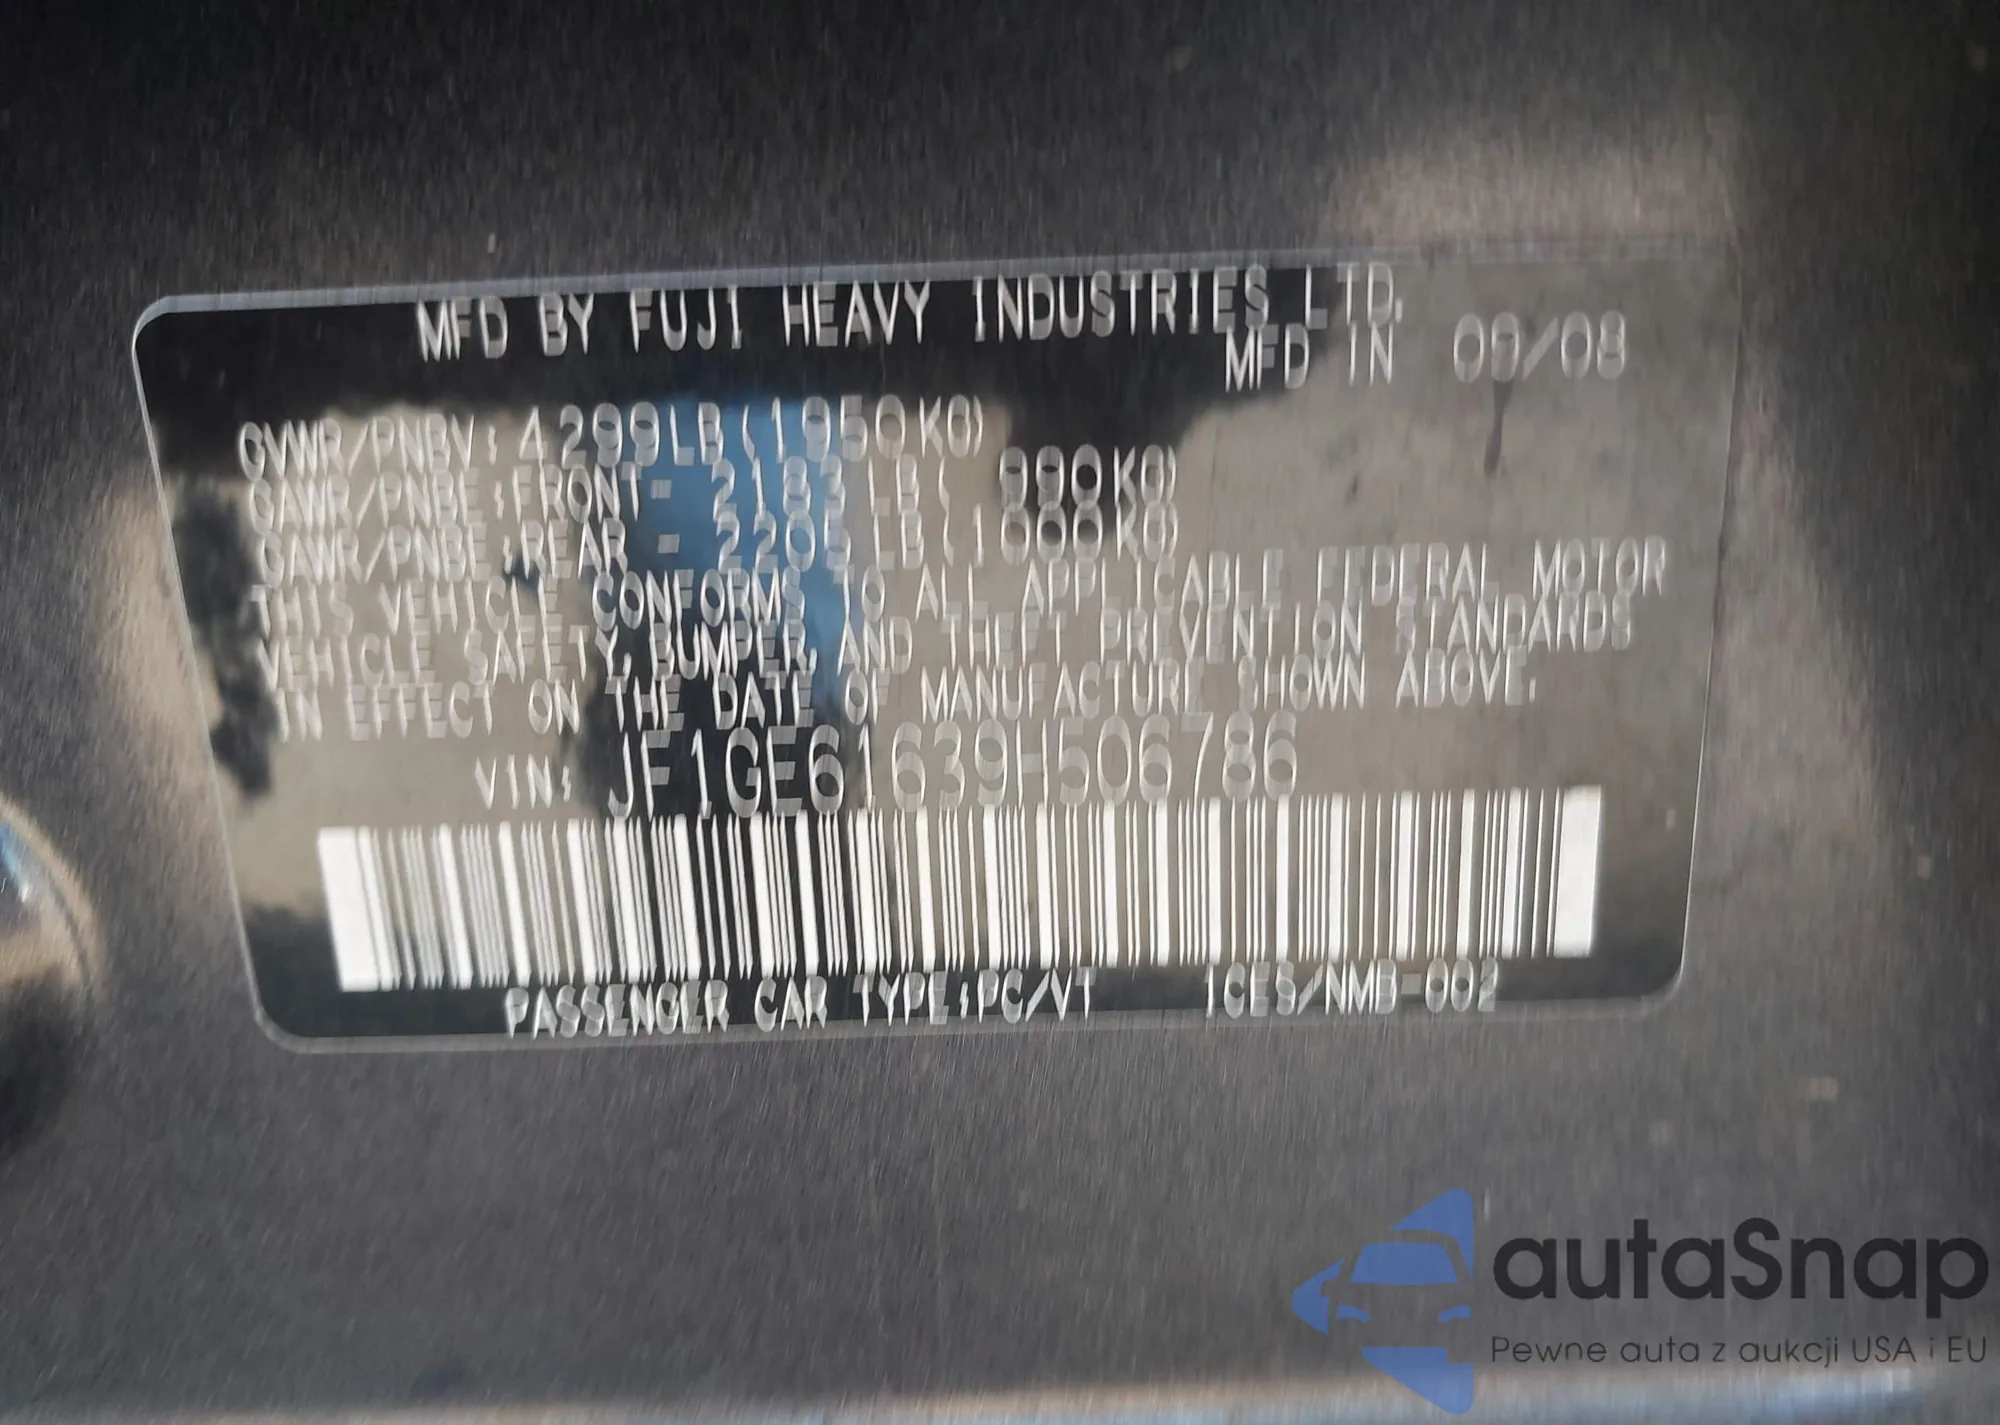 MFD BY FUJI HEAVY INDUSTRIES LTD.
MFD IN 09/08
GVWR/PNBV:4299LB(1950KG)
GAWR/PNBE:FRONT- 2183LB( 990KG)
GAWR/PNBE:REAR - 2205LB(1000KG)
THIS VEHICLE CONFORMS TO ALL APPLICABLE FEDERAL MOTOR
VEHICLE SAFETY, BUMPER, AND THEFT PREVENTION STANDARDS
IN EFFECT ON THE DATE OF MANUFACTURE SHOWN ABOVE.
VIN: JF1GE61639H506786
PASSENGER CAR TYPE:PC/VT ICES/NMB-002
autaSnap
Pewne auta z aukcji USA i EU